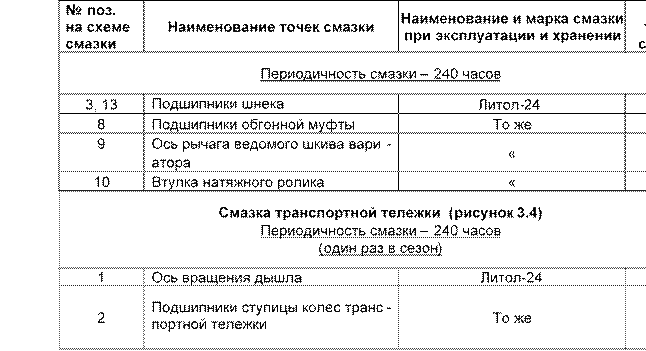 № поз. на схеме смазки Наименование точек смазки Наименование и марка смазки при эксплуатации и хранении
Периодичность смазки – 240 часов
3, 13 Подшипники шнека Литол-24
8 Подшипники обгонной муфты То же
9 Ось рычага ведомого шкива вари -
атора «
10 Втулка натяжного ролика «
Смазка транспортной тележки (рисунок 3.4)
Периодичность смазки – 240 часов
(один раз в сезон)
1 Ось вращения дышла Литол-24
2 Подшипники ступицы колес транс -
портной тележки То же